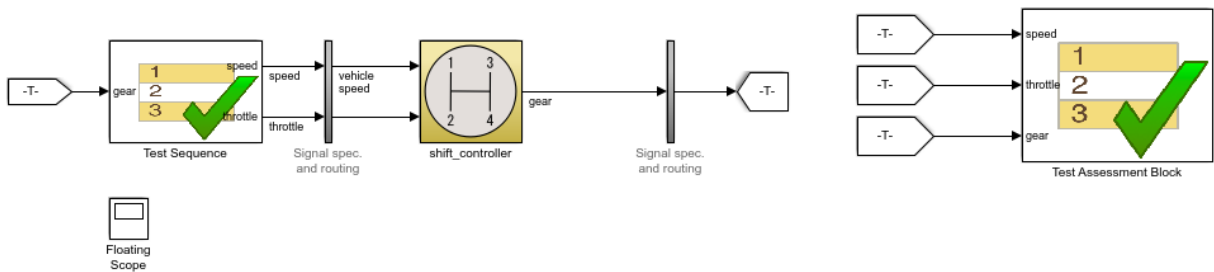 -T-
gear
1
2
3
speed
throttle
Test Sequence
speed
throttle
Signal spec.
and routing
vehicle
speed
1 3
2 4
shift_controller
gear
Signal spec.
and routing
-T-
-T-
-T-
-T-
speed
throttle
gear
1
2
3
Test Assessment Block
Floating
Scope